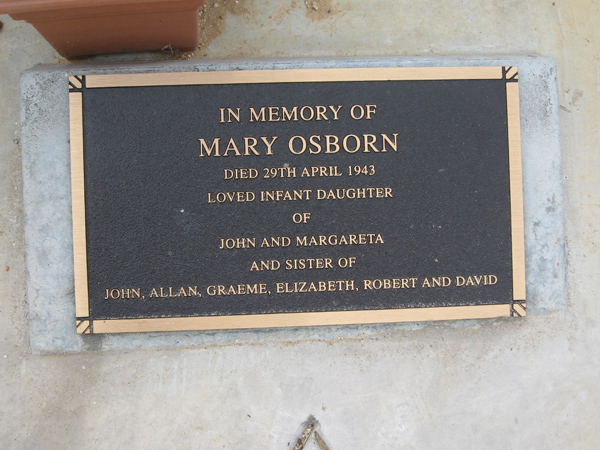 IN MEMORY OF
MARY OSBORN
DIED 29TH APRIL 1943
LOVED INFANT DAUGHTER
OF
JOHN AND MARGARETA
AND SISTER OF
JOHN, ALLAN, GRAEME, ELIZABETH, ROBERT AND DAVID